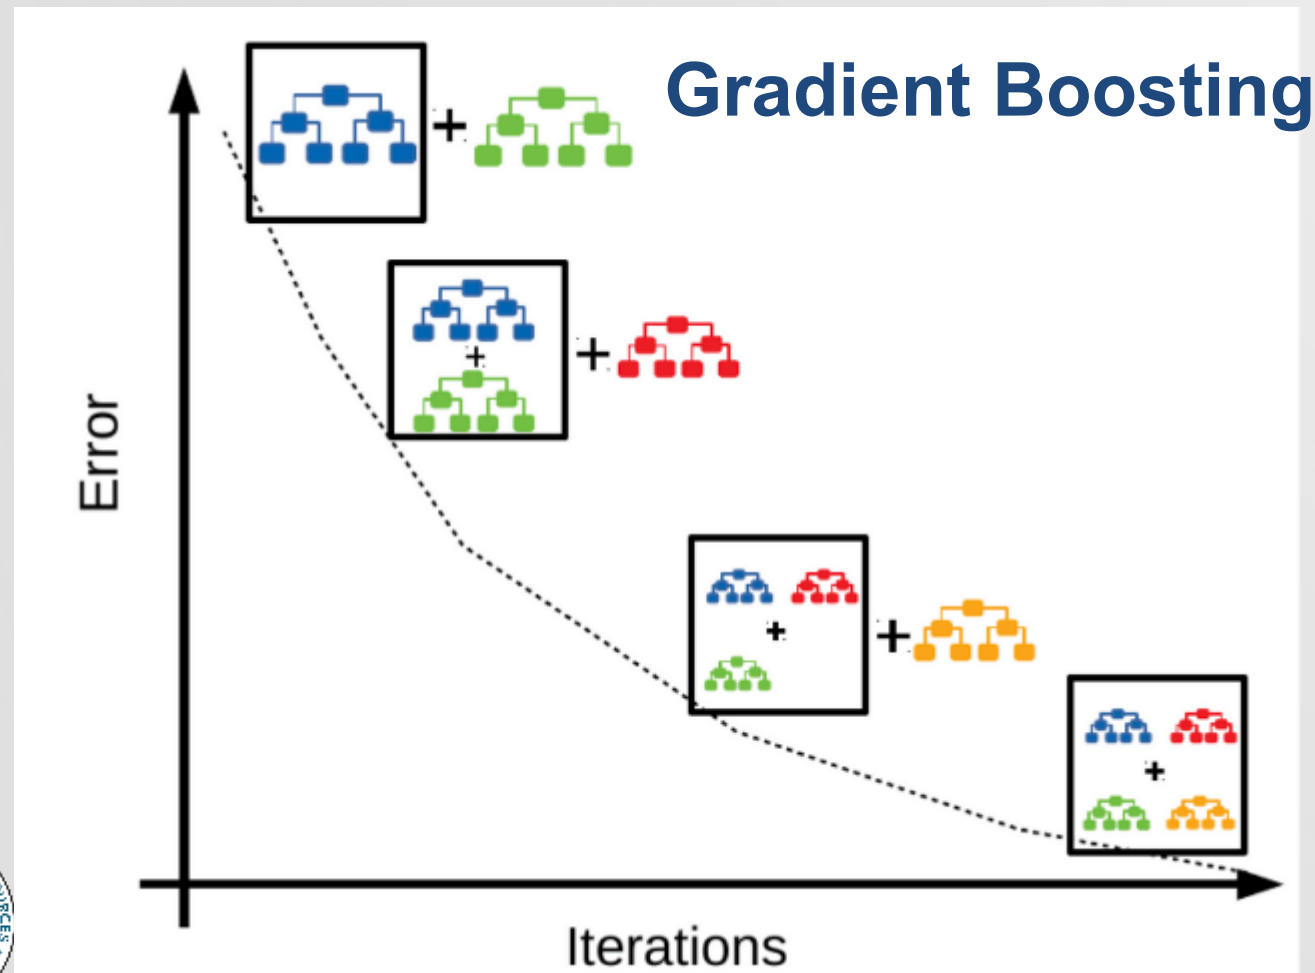 Gradient Boosting
+
+
+
+
+
+
+
Error
Iterations